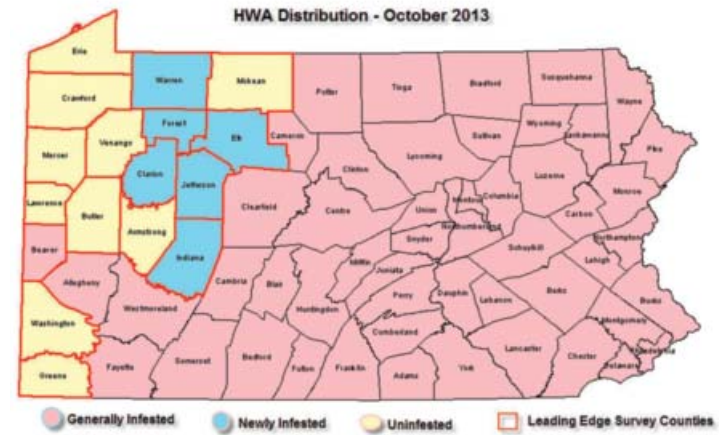 HWA Distribution - October 2013
Erie
Warren
McKean
Potter
Tioga
Bradford
Susquehanna
Wayne
Crawford
Forest
Elk
Cameron
Sullivan
Wyoming
Lackawanna
Pike
Mercer
Venango
Clarion
Jefferson
Clinton
Lycoming
Luzerne
Monroe
Lawrence
Butler
Armstrong
Clearfield
Centre
Union
Montour
Columbia
Carbon
Northampton
Beaver
Indiana
Snyder
Northumberland
Schuylkill
Lehigh
Allegheny
Cambria
Blair
Mifflin
Juniata
Dauphin
Lebanon
Berks
Bucks
Washington
Westmoreland
Huntingdon
Perry
Cumberland
Lancaster
Montgomery
Philadelphia
Greene
Fayette
Somerset
Bedford
Fulton
Franklin
Adams
York
Chester
Delaware
Generally Infested
Newly Infested
Uninfested
Leading Edge Survey Counties